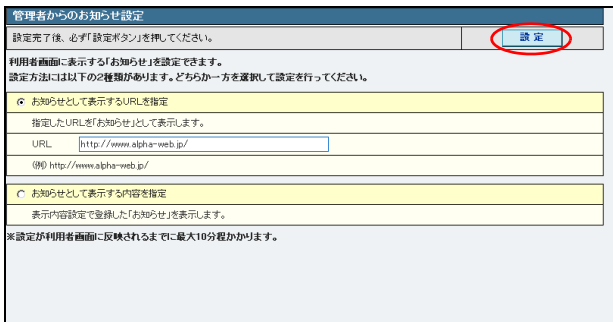 管理者からのお知らせ設定
設定完了後、必ず「設定ボタン」を押してください。
設 定
利用者画面に表示する「お知らせ」を設定できます。
設定方法には以下の2種類があります。どちらか一方を選択して設定を行ってください。
お知らせとして表示するURLを指定
指定したURLを「お知らせ」として表示します。
URL http://www.alpha-web.jp/
(例) http://www.alpha-web.jp/
お知らせとして表示する内容を指定
表示内容設定で登録した「お知らせ」を表示します。
※設定が利用者画面に反映されるまでに最大10分程かかります。